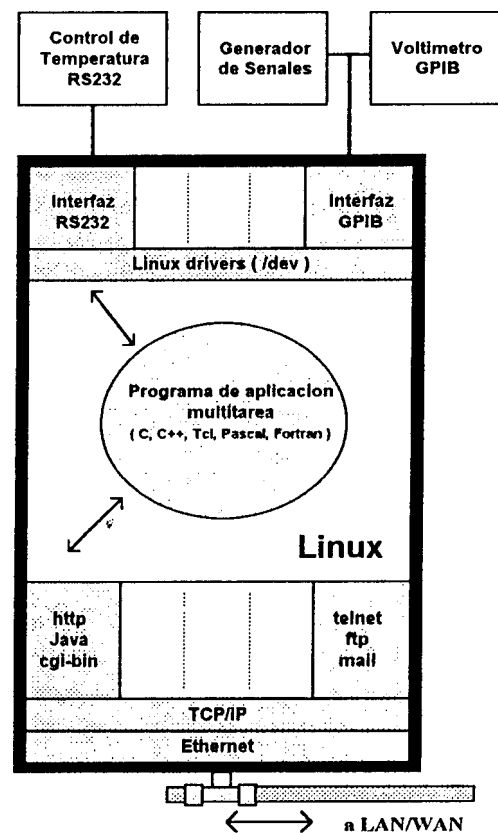 Control de
Temperatura
RS232
Generador
de Senales
Voltimetro
GPIB
Interfaz
RS232
Interfaz
GPIB
Linux drivers ( /dev )
Programa de aplicacion
multitarea
( C, C++, Tcl, Pascal, Fortran )
Linux
http
Java
cgi-bin
telnet
ftp
mail
TCP/IP
Ethernet
a LAN/WAN